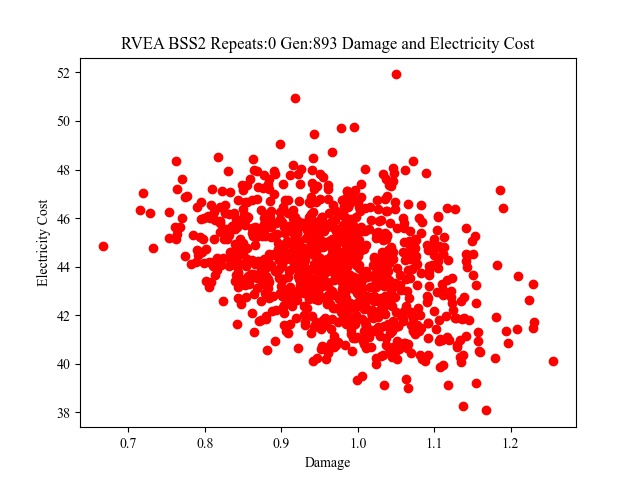 RVEA BSS2 Repeats:0 Gen:893 Damage and Electricity Cost
52
50
48
46
44
42
40
38
Electricity Cost
0.7 0.8 0.9 1.0 1.1 1.2
Damage